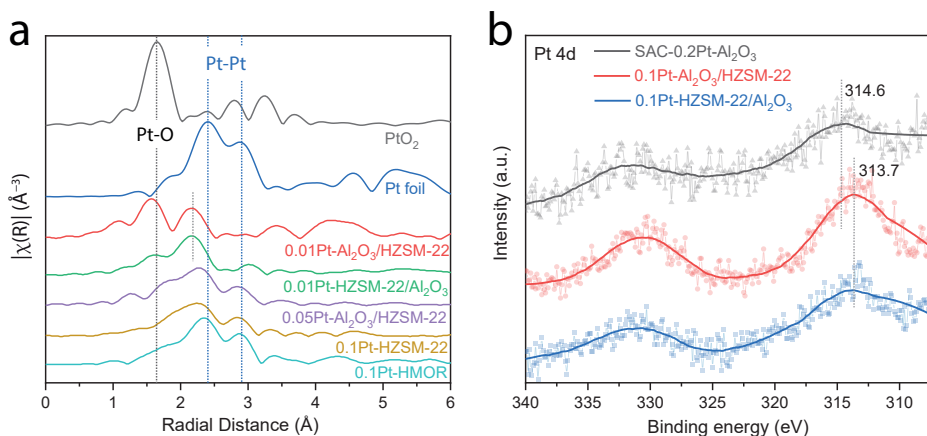 a
Pt-Pt
Pt-O
PtO₂
Pt foil
0.01Pt-Al₂O₃/HZSM-22
0.01Pt-HZSM-22/Al₂O₃
0.05Pt-Al₂O₃/HZSM-22
0.1Pt-HZSM-22
0.1Pt-HMOR
|χ(R)| (Å⁻³)
0 1 2 3 4 5 6
Radial Distance (Å)
b
Pt 4d
SAC-0.2Pt-Al₂O₃
0.1Pt-Al₂O₃/HZSM-22
0.1Pt-HZSM-22/Al₂O₃
314.6
313.7
Intensity (a.u.)
340 335 330 325 320 315 310
Binding energy (eV)